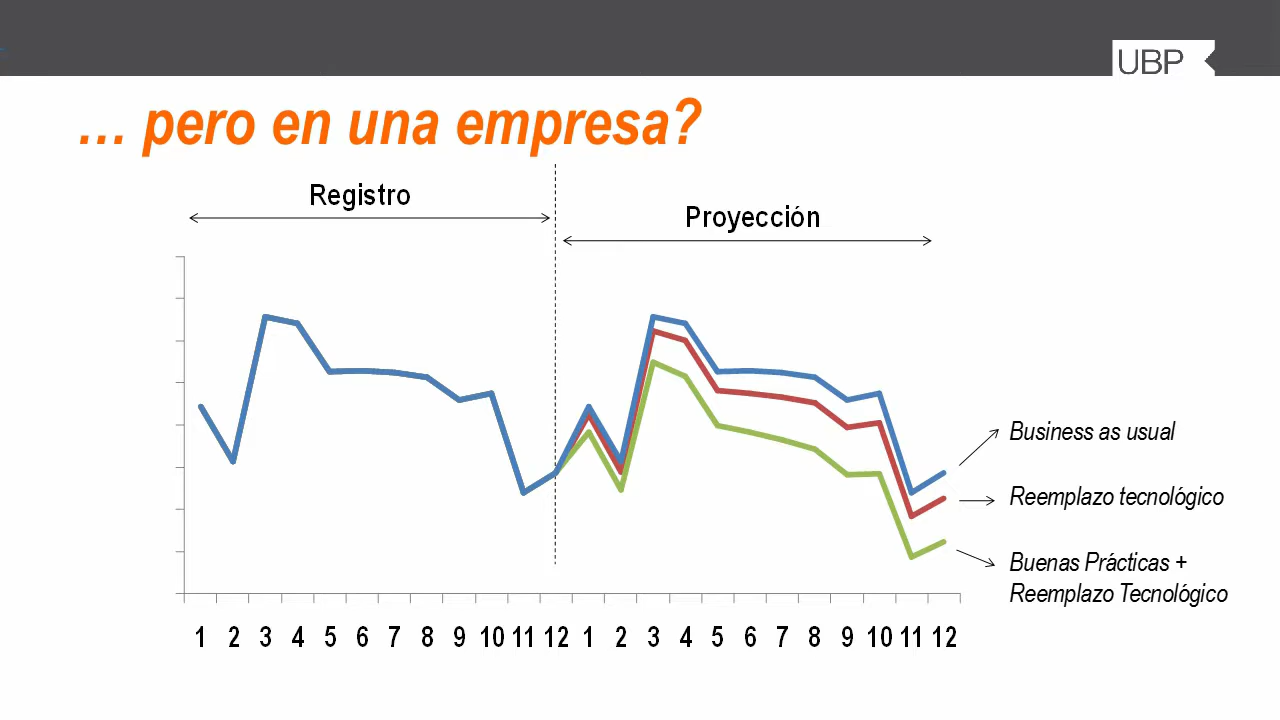 UBP
... pero en una empresa?
Registro
Proyección
Business as usual
Reemplazo tecnológico
Buenas Prácticas +
Reemplazo Tecnológico
1 2 3 4 5 6 7 8 9 10 11 12 1 2 3 4 5 6 7 8 9 10 11 12